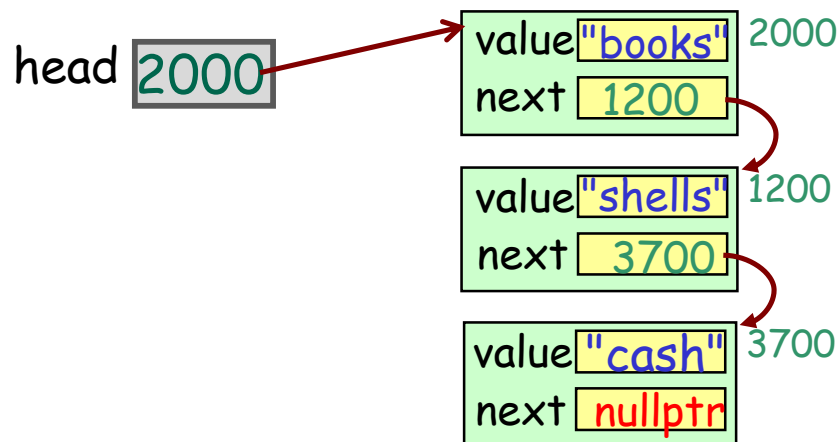 head 2000
value "books" 2000
next 1200
value "shells" 1200
next 3700
value "cash" 3700
next nullptr